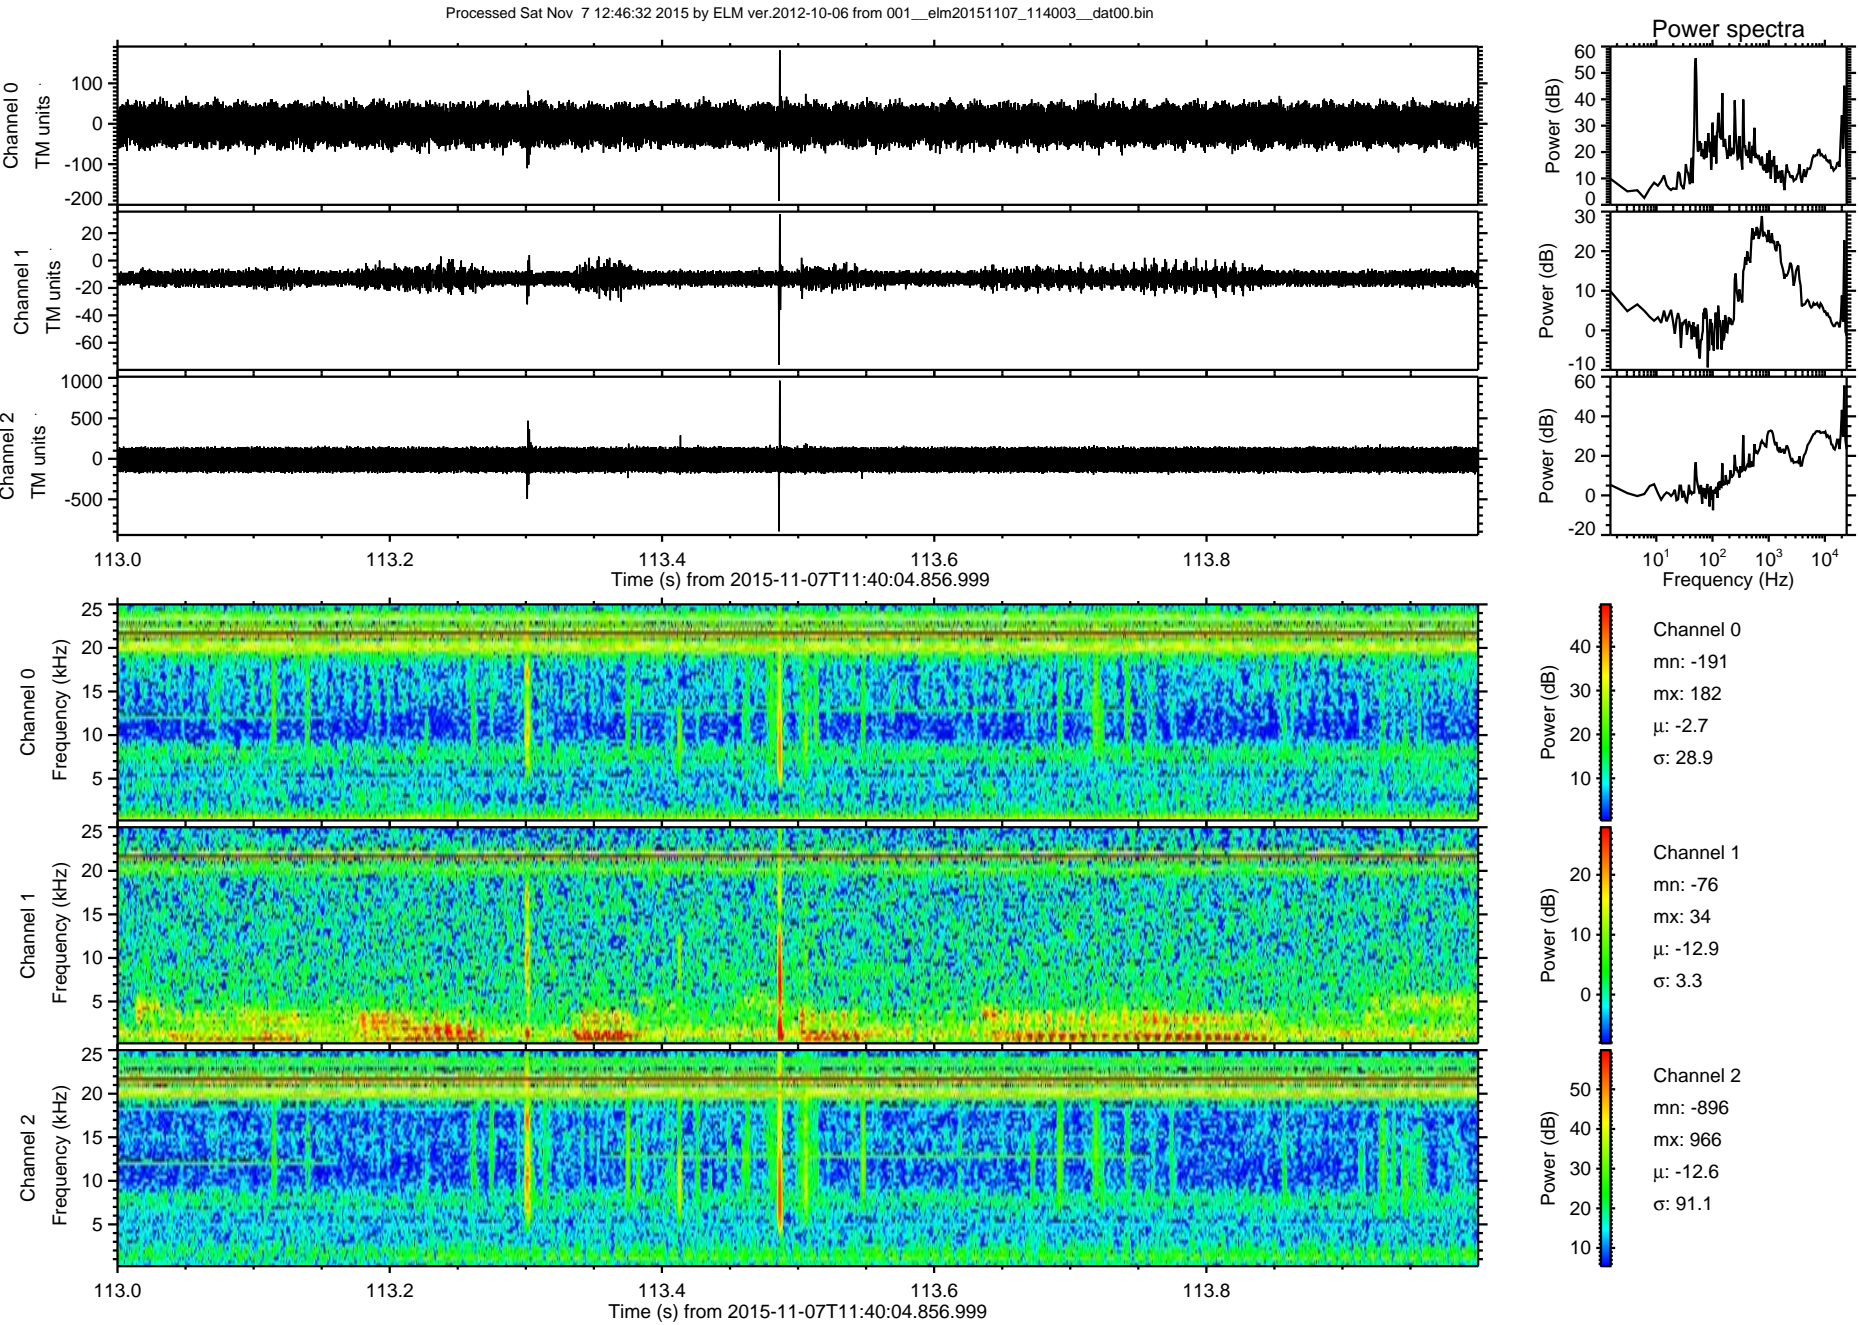 Processed Sat Nov 7 12:46:32 2015 by ELM ver.2012-10-06 from 001__elm20151107_114003__dat00.bin
Power spectra
Channel 0
TM units
100
0
-100
-200
Power (dB)
60
50
40
30
20
10
0
Channel 1
TM units
20
0
-20
-40
-60
Power (dB)
30
20
10
0
-10
Channel 2
TM units
1000
500
0
-500
Power (dB)
60
40
20
0
-20
113.0 113.2 113.4 113.6 113.8
Time (s) from 2015-11-07T11:40:04.856.999
10^1 10^2 10^3 10^4
Frequency (Hz)
Channel 0
Frequency (kHz)
25
20
15
10
5
Power (dB)
40
30
20
10
Channel 0
mn: -191
mx: 182
μ: -2.7
σ: 28.9
Channel 1
Frequency (kHz)
25
20
15
10
5
Power (dB)
20
10
0
Channel 1
mn: -76
mx: 34
μ: -12.9
σ: 3.3
Channel 2
Frequency (kHz)
25
20
15
10
5
Power (dB)
50
40
30
20
10
Channel 2
mn: -896
mx: 966
μ: -12.6
σ: 91.1
113.0 113.2 113.4 113.6 113.8
Time (s) from 2015-11-07T11:40:04.856.999